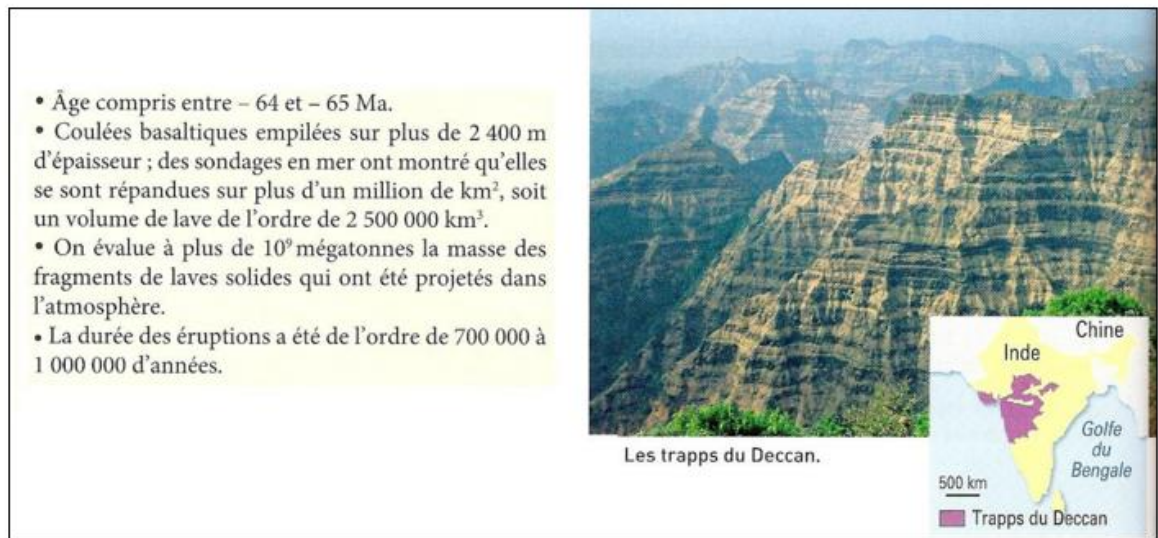 • Âge compris entre – 64 et – 65 Ma.
• Coulées basaltiques empilées sur plus de 2 400 m
d'épaisseur ; des sondages en mer ont montré qu'elles
se sont répandues sur plus d'un million de km², soit
un volume de lave de l'ordre de 2 500 000 km³.
• On évalue à plus de 10⁹ mégatonnes la masse des
fragments de laves solides qui ont été projetés dans
l'atmosphère.
• La durée des éruptions a été de l'ordre de 700 000 à
1 000 000 d'années.
Les trapps du Deccan.
Chine
Inde
Golfe
du
Bengale
500 km
Trapps du Deccan